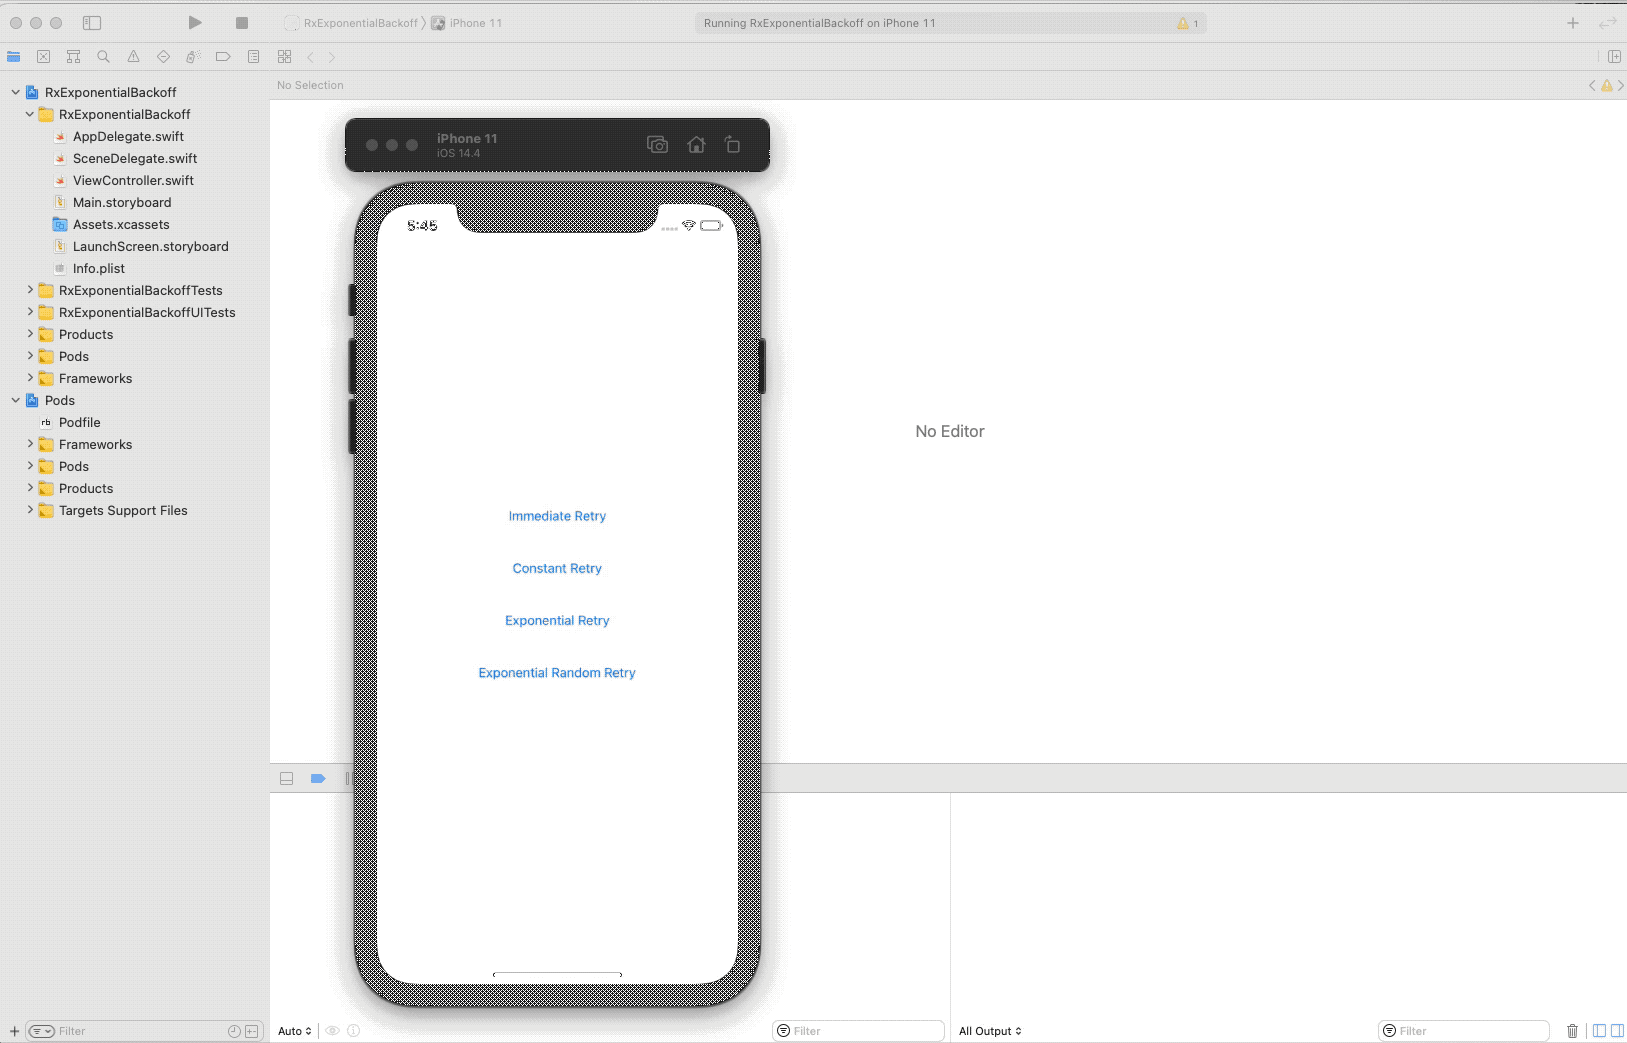 RxExponentialBackoff iPhone 11
Running RxExponentialBackoff on iPhone 11
1
No Selection
RxExponentialBackoff
RxExponentialBackoff
AppDelegate.swift
SceneDelegate.swift
ViewController.swift
Main.storyboard
Assets.xcassets
LaunchScreen.storyboard
Info.plist
RxExponentialBackoffTests
RxExponentialBackoffUITests
Products
Pods
Frameworks
Pods
rb Podfile
Frameworks
Pods
Products
Targets Support Files
iPhone 11
iOS 14.4
5:45
Immediate Retry
Constant Retry
Exponential Retry
Exponential Random Retry
No Editor
Filter
Auto
Filter
All Output
Filter